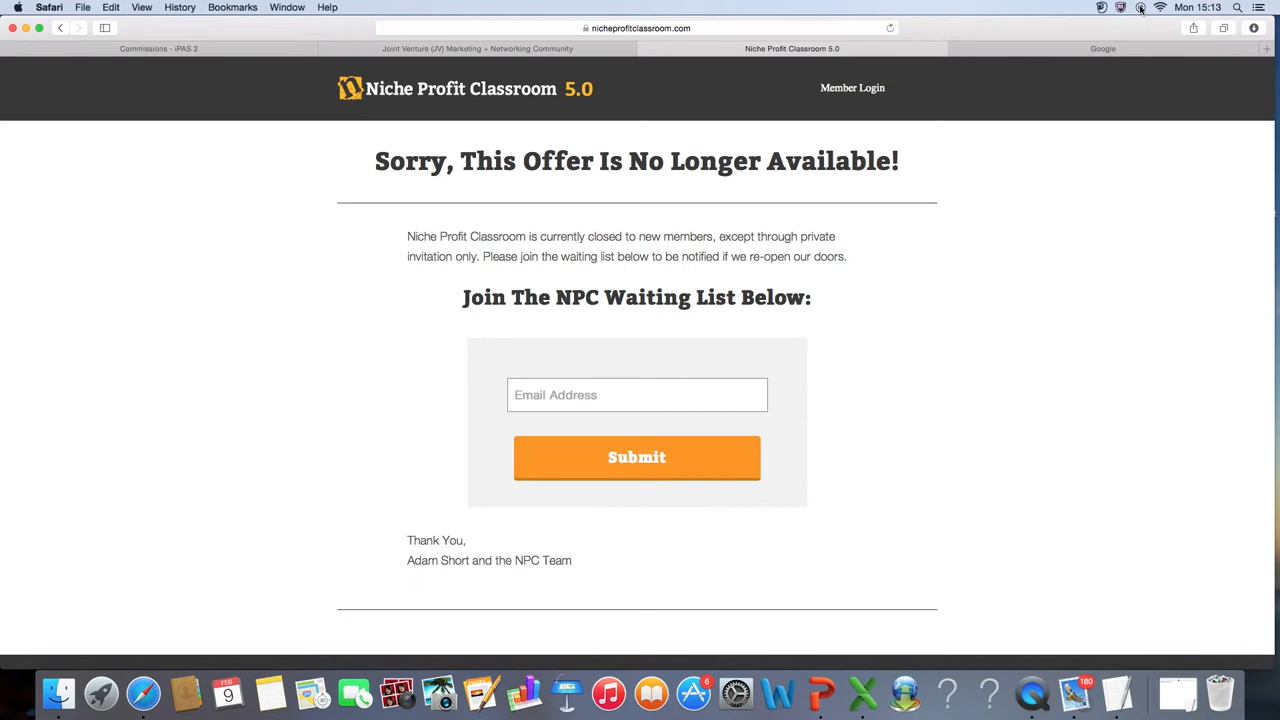 Safari File Edit View History Bookmarks Window Help Mon 15:13
nicheprofitclassroom.com
Commissions - iPAS 2 Joint Venture (JV) Marketing + Networking Community Niche Profit Classroom 5.0 Google
Niche Profit Classroom 5.0 Member Login
Sorry, This Offer Is No Longer Available!
Niche Profit Classroom is currently closed to new members, except through private
invitation only. Please join the waiting list below to be notified if we re-open our doors.
Join The NPC Waiting List Below:
Email Address
Submit
Thank You,
Adam Short and the NPC Team
FEB
9
6
180